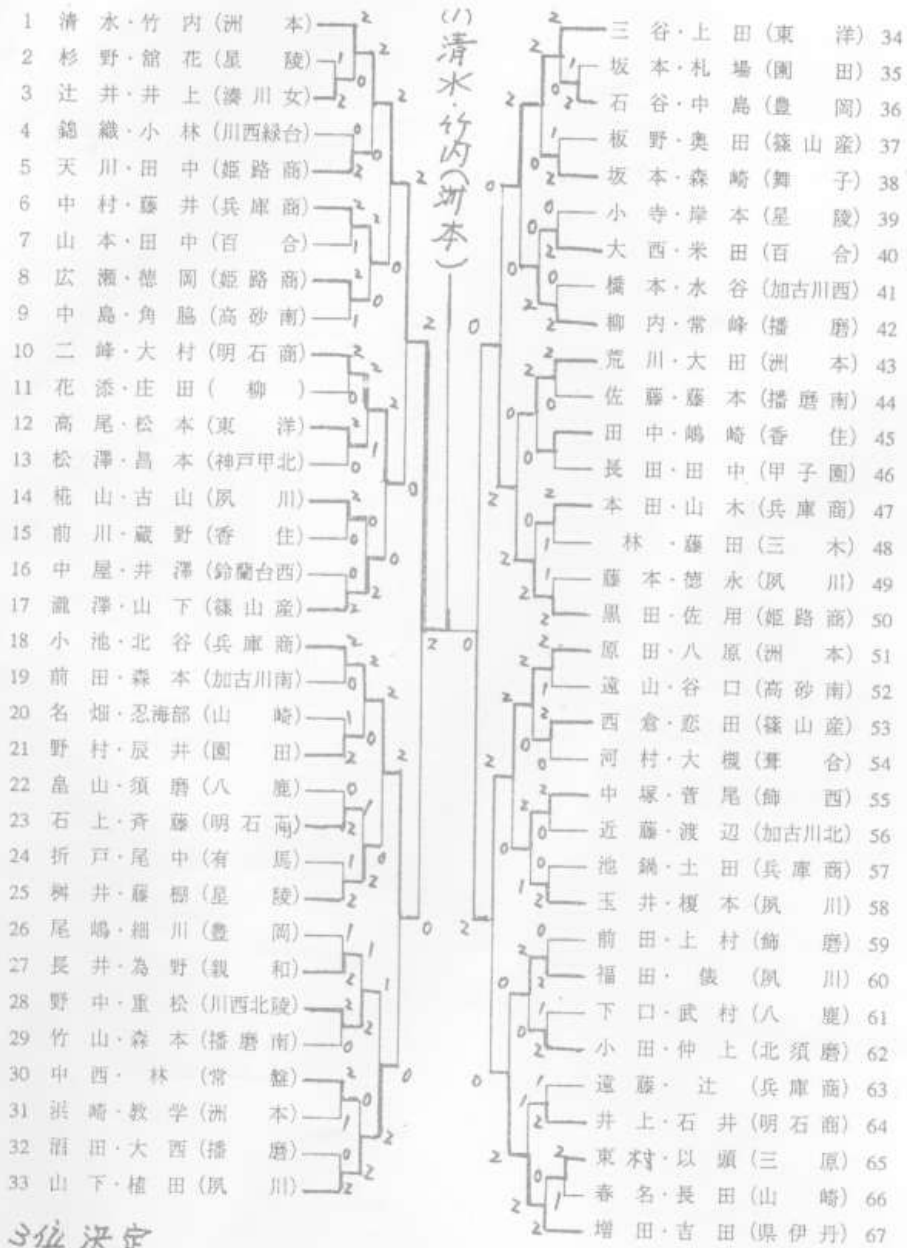 1 清水・竹内(洲本)
2 杉野・舘花(星陵)
3 辻井・井上(湊川女)
4 錦織・小林(川西緑台)
5 天川・田中(姫路商)
6 中村・藤井(兵庫商)
7 山本・田中(百合)
8 広瀬・徳岡(姫路商)
9 中島・角脇(高砂南)
10 二峰・大村(明石商)
11 花添・庄田(柳)
12 高尾・松本(東洋)
13 松澤・昌本(神戸甲北)
14 椛山・古山(夙川)
15 前川・蔵野(香住)
16 中屋・井澤(鈴蘭台西)
17 瀧澤・山下(篠山産)
18 小池・北谷(兵庫商)
19 前田・森本(加古川南)
20 名畑・忍海部(山崎)
21 野村・辰井(園田)
22 畠山・須磨(八鹿)
23 石上・斉藤(明石南)
24 折戸・尾中(有馬)
25 桝井・藤棚(星陵)
26 尾嶋・細川(豊岡)
27 長井・為野(親和)
28 野中・重松(川西北陵)
29 竹山・森本(播磨南)
30 中西・林(常盤)
31 浜崎・教学(洲本)
32 沼田・大西(播磨)
33 山下・植田(夙川)
3位決定
(1)
清水・竹内(洲本)
三谷・上田(東洋) 34
坂本・札場(園田) 35
石谷・中島(豊岡) 36
板野・奥田(篠山産) 37
坂本・森崎(舞子) 38
小寺・岸本(星陵) 39
大西・米田(百合) 40
橋本・水谷(加古川西) 41
柳内・常峰(播磨) 42
荒川・大田(洲本) 43
佐藤・藤本(播磨南) 44
田中・嶋崎(香住) 45
長田・田中(甲子園) 46
本田・山木(兵庫商) 47
林・藤田(三木) 48
藤本・徳永(夙川) 49
黒田・佐用(姫路商) 50
原田・八原(洲本) 51
遠山・谷口(高砂南) 52
西倉・恋田(篠山産) 53
河村・大槻(葺合) 54
中塚・菅尾(飾西) 55
近藤・渡辺(加古川北) 56
池鍋・土田(兵庫商) 57
玉井・榎本(夙川) 58
前田・上村(飾磨) 59
福田・俵(夙川) 60
下口・武村(八鹿) 61
小田・仲上(北須磨) 62
遠藤・辻(兵庫商) 63
井上・石井(明石商) 64
東村・以頭(三原) 65
春名・長田(山崎) 66
増田・吉田(県伊丹) 67